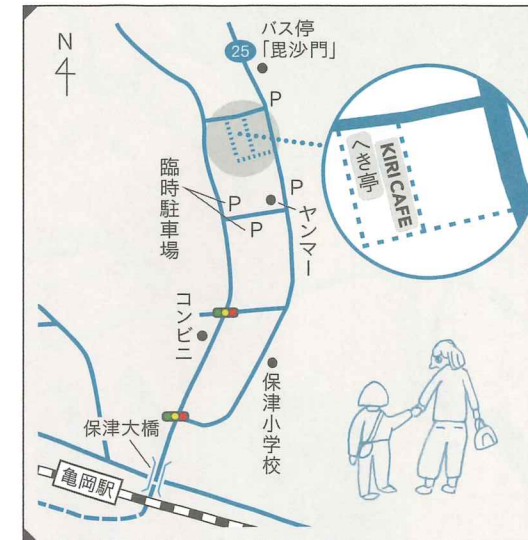 N
バス停
「毘沙門」
25
P
臨時駐車場
P
P
P
ヤンマー
へき亭
KIRI CAFE
コンビニ
保津小学校
保津大橋
亀岡駅